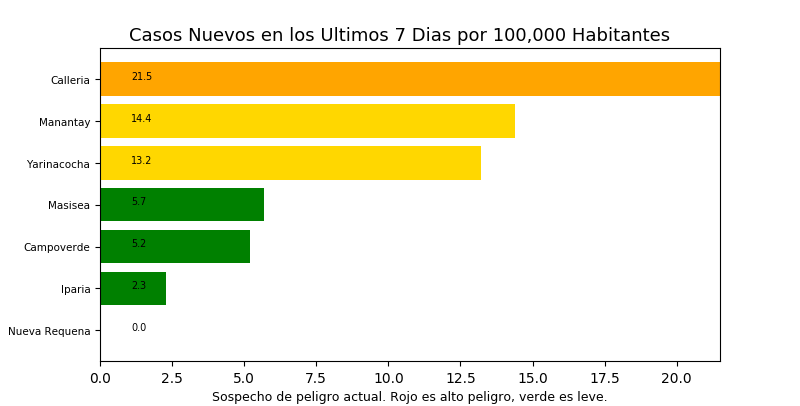 Casos Nuevos en los Ultimos 7 Dias por 100,000 Habitantes
Calleria 21.5
Manantay 14.4
Yarinacocha 13.2
Masisea 5.7
Campoverde 5.2
Iparia 2.3
Nueva Requena 0.0
0.0 2.5 5.0 7.5 10.0 12.5 15.0 17.5 20.0
Sospecho de peligro actual. Rojo es alto peligro, verde es leve.